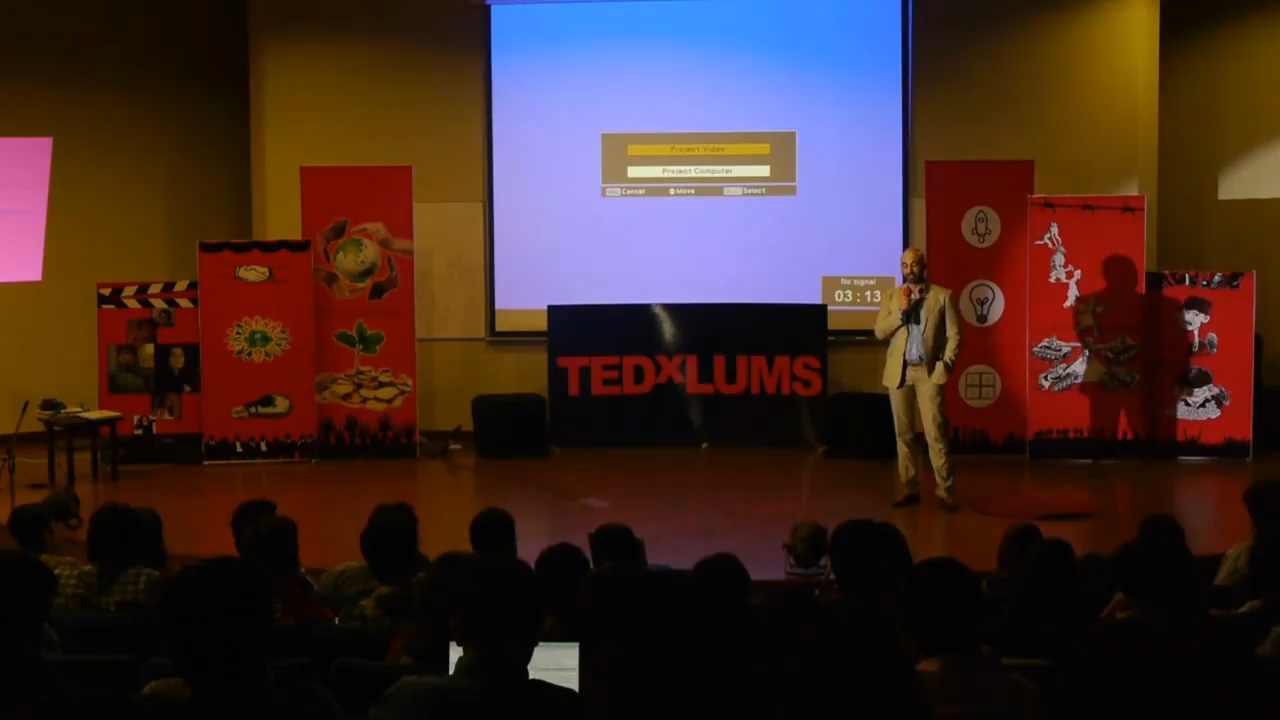 Project Video
Project Computer
Cancel Move Select
No signal
03 : 13
TEDxLUMS